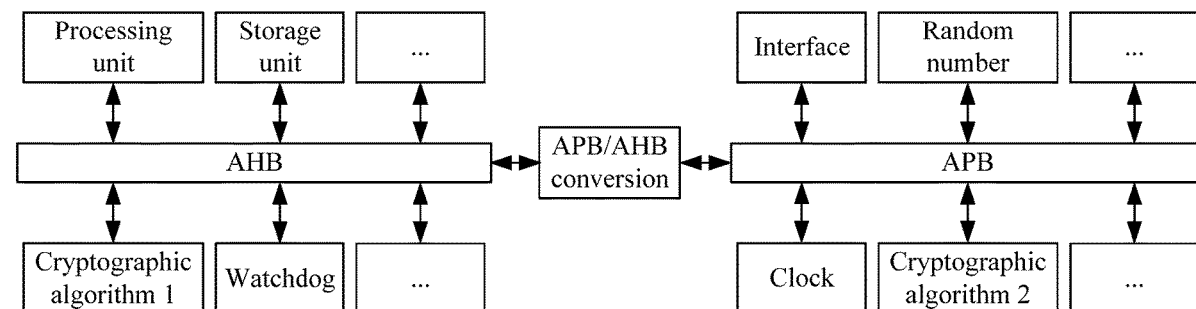 Processing
unit
Storage
unit
...
Interface
Random
number
...
AHB
APB/AHB
conversion
APB
Cryptographic
algorithm 1
Watchdog
...
Clock
Cryptographic
algorithm 2
...